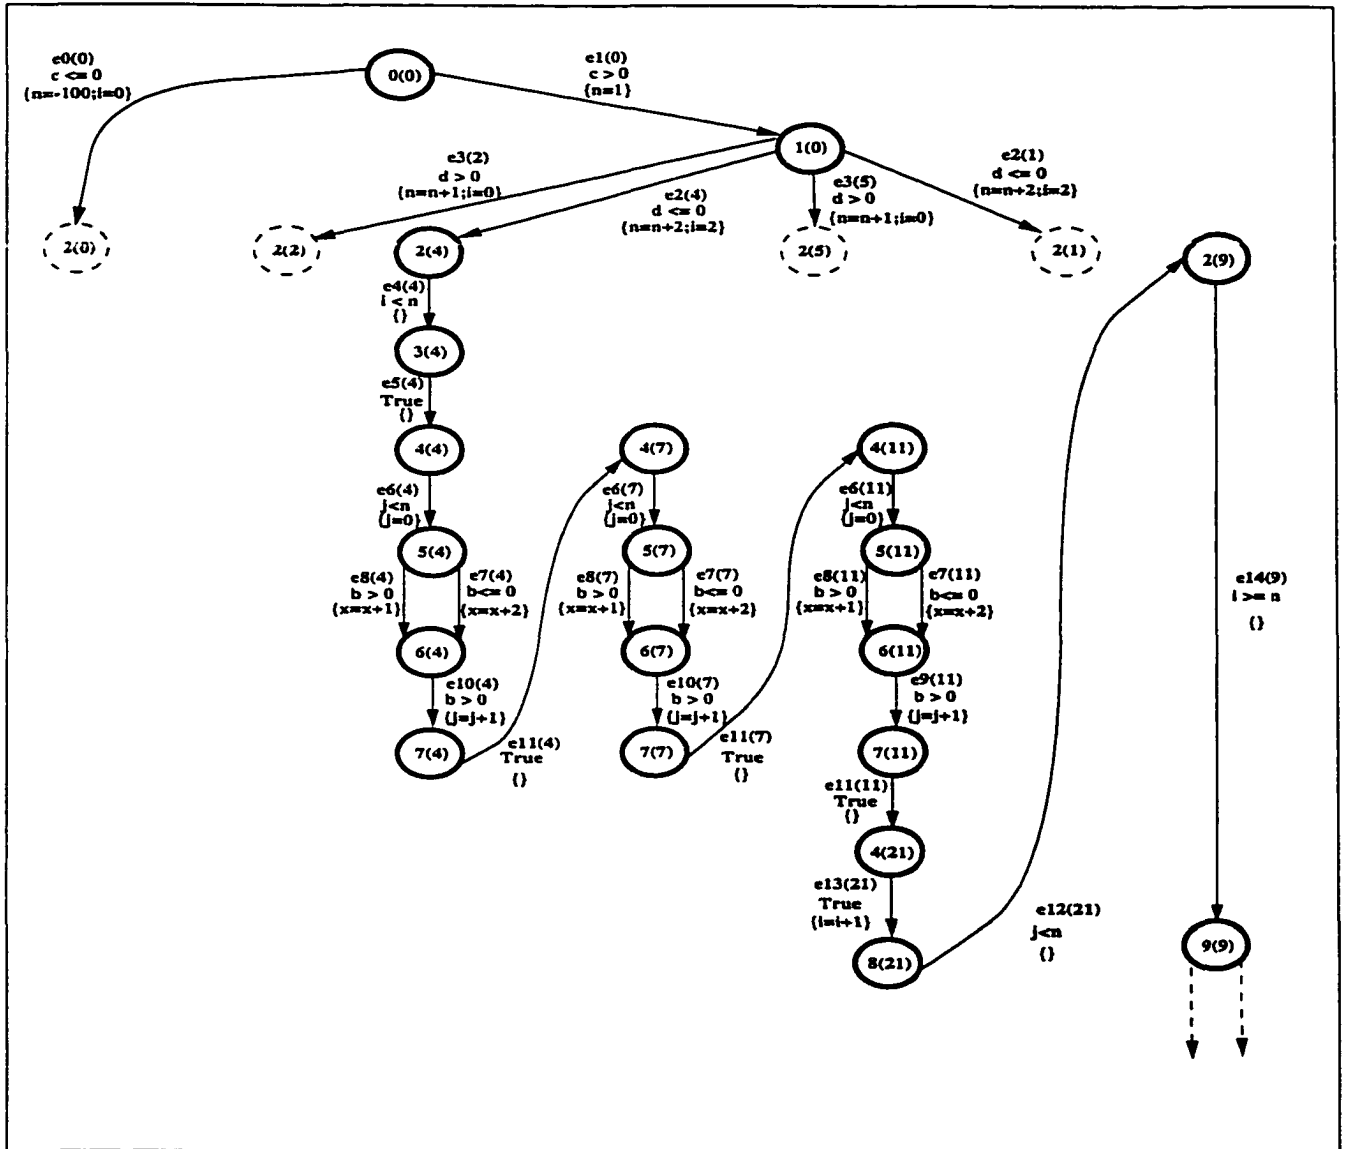 e0(0)
c <= 0
{n=-100;i=0}
0(0)
e1(0)
c > 0
{n=1}
1(0)
e3(2)
d > 0
{n=n+1;i=0}
e2(4)
d <= 0
{n=n+2;i=2}
e3(5)
d > 0
{n=n+1;i=0}
e2(1)
d <= 0
{n=n+2;i=2}
2(0)
2(2)
2(4)
2(5)
2(1)
2(9)
e4(4)
i < n
{}
3(4)
e5(4)
True
{}
4(4)
4(7)
4(11)
e6(4)
j<n
{j=0}
e6(7)
j<n
{j=0}
e6(11)
j<n
{j=0}
5(4)
5(7)
5(11)
e8(4)
b > 0
{x=x+1}
e7(4)
b<= 0
{x=x+2}
e8(7)
b > 0
{x=x+1}
e7(7)
b<= 0
{x=x+2}
e8(11)
b > 0
{x=x+1}
e7(11)
b<= 0
{x=x+2}
e14(9)
i >= n
{}
6(4)
6(7)
6(11)
e10(4)
b > 0
{j=j+1}
e10(7)
b > 0
{j=j+1}
e9(11)
b > 0
{j=j+1}
7(4)
7(7)
7(11)
e11(4)
True
{}
e11(7)
True
{}
e11(11)
True
{}
4(21)
e13(21)
True
{i=i+1}
e12(21)
j<n
{}
8(21)
9(9)